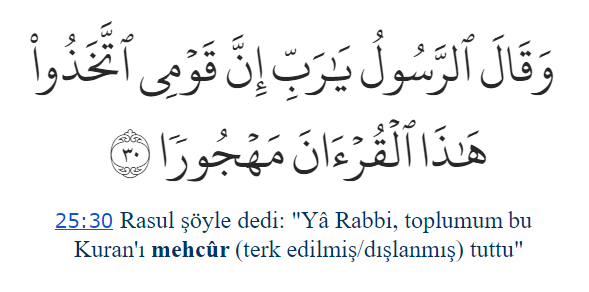 وَقَالَ ٱلرَّسُولُ يَـٰرَبِّ إِنَّ قَوْمِى ٱتَّخَذُوا۟
هَـٰذَا ٱلْقُرْءَانَ مَهْجُورًا ٣٠
25:30 Rasul şöyle dedi: "Yâ Rabbi, toplumum bu
Kuran'ı mehcûr (terk edilmiş/dışlanmış) tuttu"